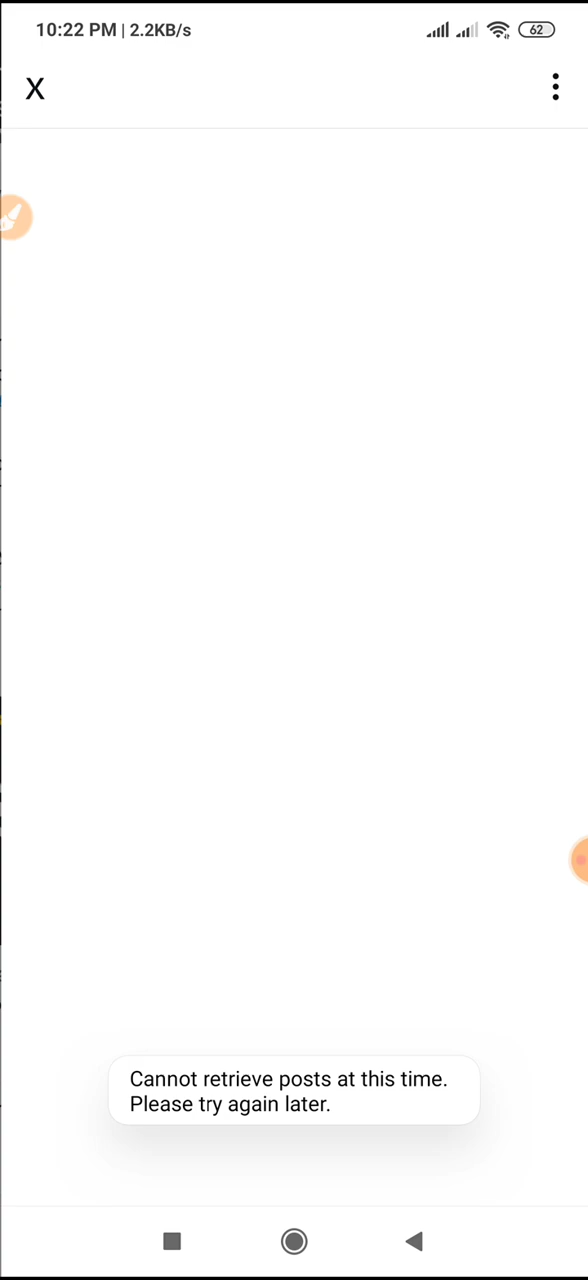 10:22 PM | 2.2KB/s
62
X
Cannot retrieve posts at this time.
Please try again later.